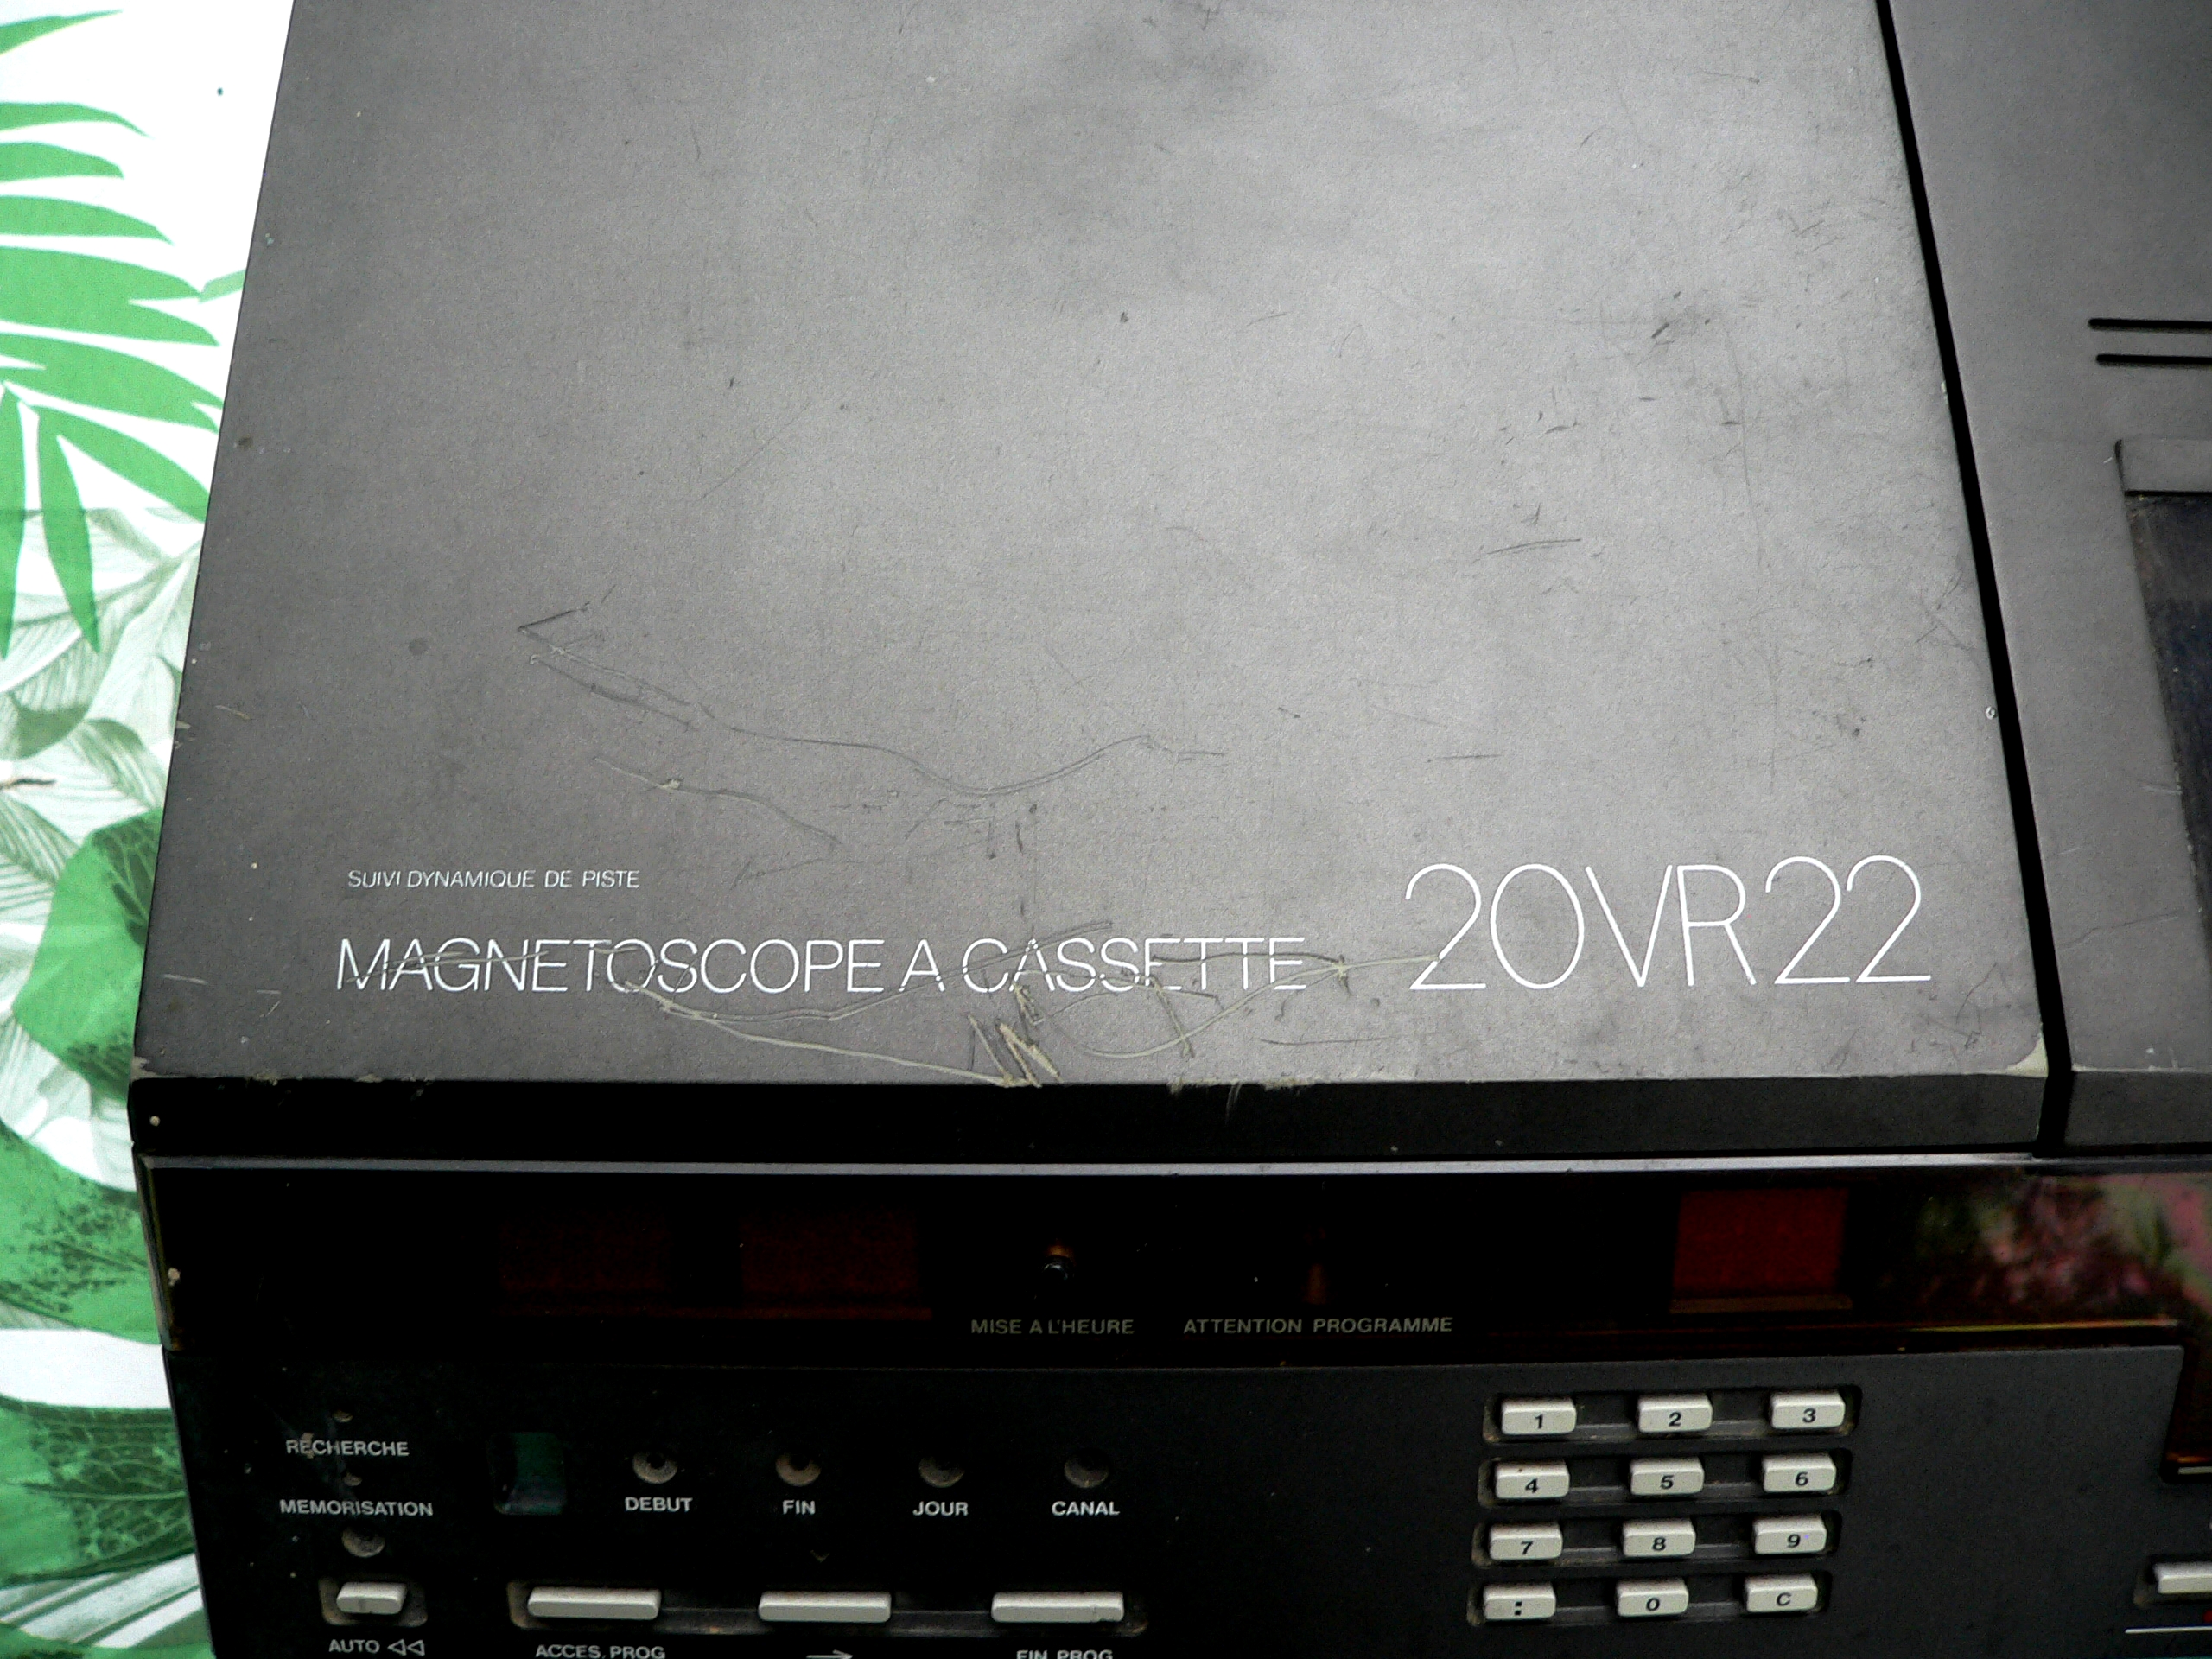 SUIVI DYNAMIQUE DE PISTE
MAGNETOSCOPE A CASSETTE 20VR22
MISE A L'HEURE ATTENTION PROGRAMME
RECHERCHE
MEMORISATION
DEBUT FIN JOUR CANAL
1 2 3
4 5 6
7 8 9
: 0 C
AUTO ◁◁ ACCES. PROG → FIN PROG